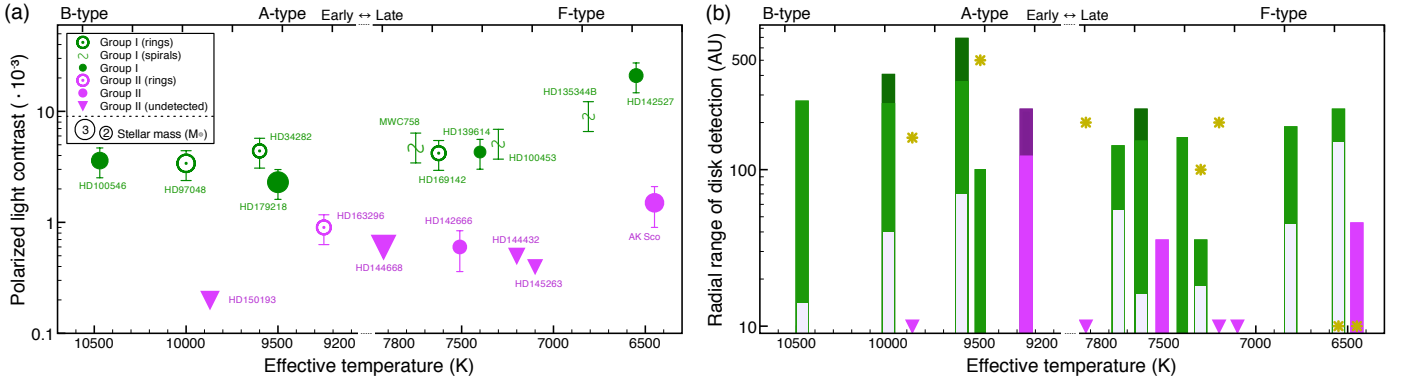 (a)
B-type A-type Early ↔ Late F-type
Polarized light contrast ( · 10⁻³)
Group I (rings)
Group I (spirals)
Group I
Group II (rings)
Group II
Group II (undetected)
3 2 Stellar mass (M⊙)
10
1
0.1
HD135344B
HD142527
MWC758
HD139614
HD34282
HD100453
HD100546
HD97048
HD169142
HD179218
HD163296
HD142666
AK Sco
HD144432
HD144668
HD145263
HD150193
10500 10000 9500 9200 7800 7500 7000 6500
Effective temperature (K)
(b)
B-type A-type Early ↔ Late F-type
Radial range of disk detection (AU)
500
100
10
10500 10000 9500 9200 7800 7500 7000 6500
Effective temperature (K)